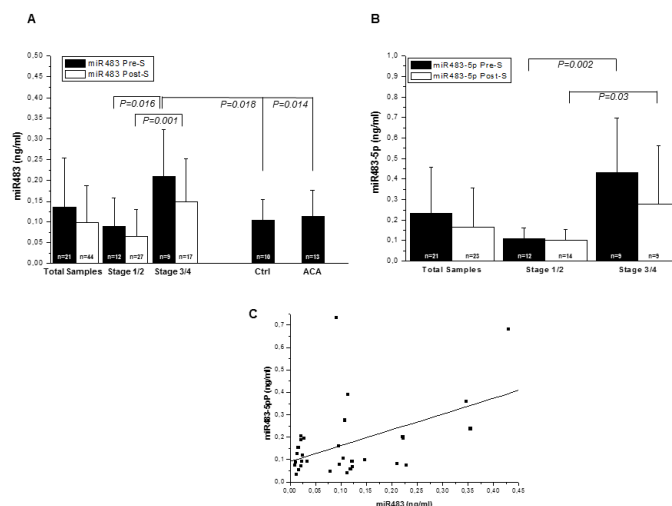 A
miR483 Pre-S
miR483 Post-S
miR483 (ng/ml)
0,50
0,45
0,40
0,35
0,30
0,25
0,20
0,15
0,10
0,05
0,00
P=0.016
P=0.001
P=0.018
P=0.014
n=21 n=44 n=12 n=27 n=9 n=17 n=16 n=13
Total Samples Stage 1/2 Stage 3/4 Ctrl ACA
B
miR483-5p Pre-S
miR483-5p Post-S
miR483-5p (ng/ml)
1,0
0,9
0,8
0,7
0,6
0,5
0,4
0,3
0,2
0,1
0,0
P=0.002
P=0.03
n=21 n=23 n=12 n=14 n=9 n=9
Total Samples Stage 1/2 Stage 3/4
C
miR483-5pP (ng/ml)
0,7
0,6
0,5
0,4
0,3
0,2
0,1
0,0
0,00 0,05 0,10 0,15 0,20 0,25 0,30 0,35 0,40 0,45
miR483 (ng/ml)